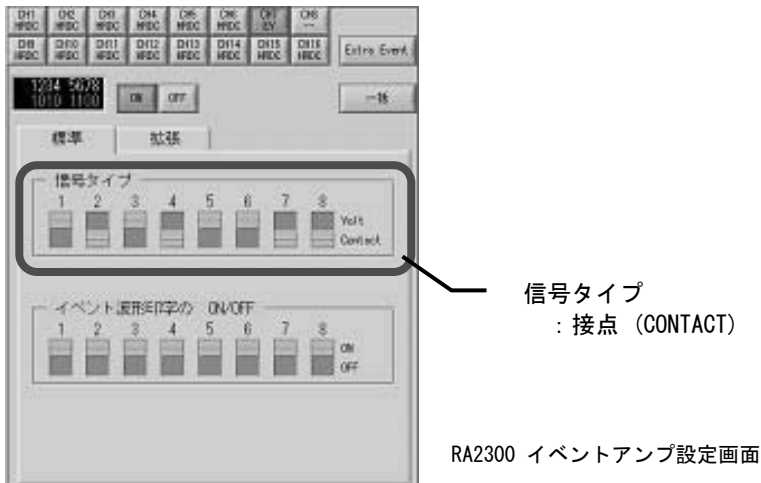 CH1 CH2 CH3 CH4 CH5 CH6 CH7 CH8
HRDC HRDC HRDC HRDC HRDC HRDC EV --
CH9 CH10 CH11 CH12 CH13 CH14 CH15 CH16
HRDC HRDC HRDC HRDC HRDC HRDC HRDC HRDC
Extra Event
1234 5678
1010 1100
ON OFF
一括
標準 拡張
信号タイプ
1 2 3 4 5 6 7 8
Volt
Contact
信号タイプ
：接点 (CONTACT)
イベント波形印字の ON/OFF
1 2 3 4 5 6 7 8
ON
OFF
RA2300 イベントアンプ設定画面